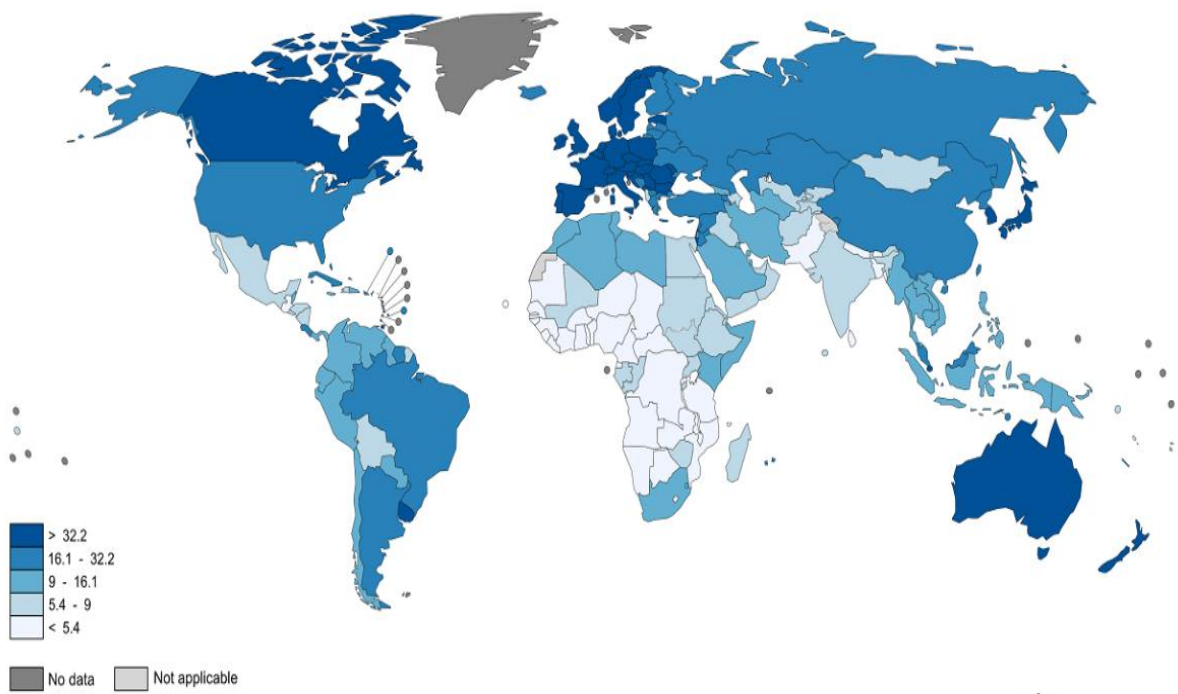 > 32.2
16.1 - 32.2
9 - 16.1
5.4 - 9
< 5.4
No data
Not applicable